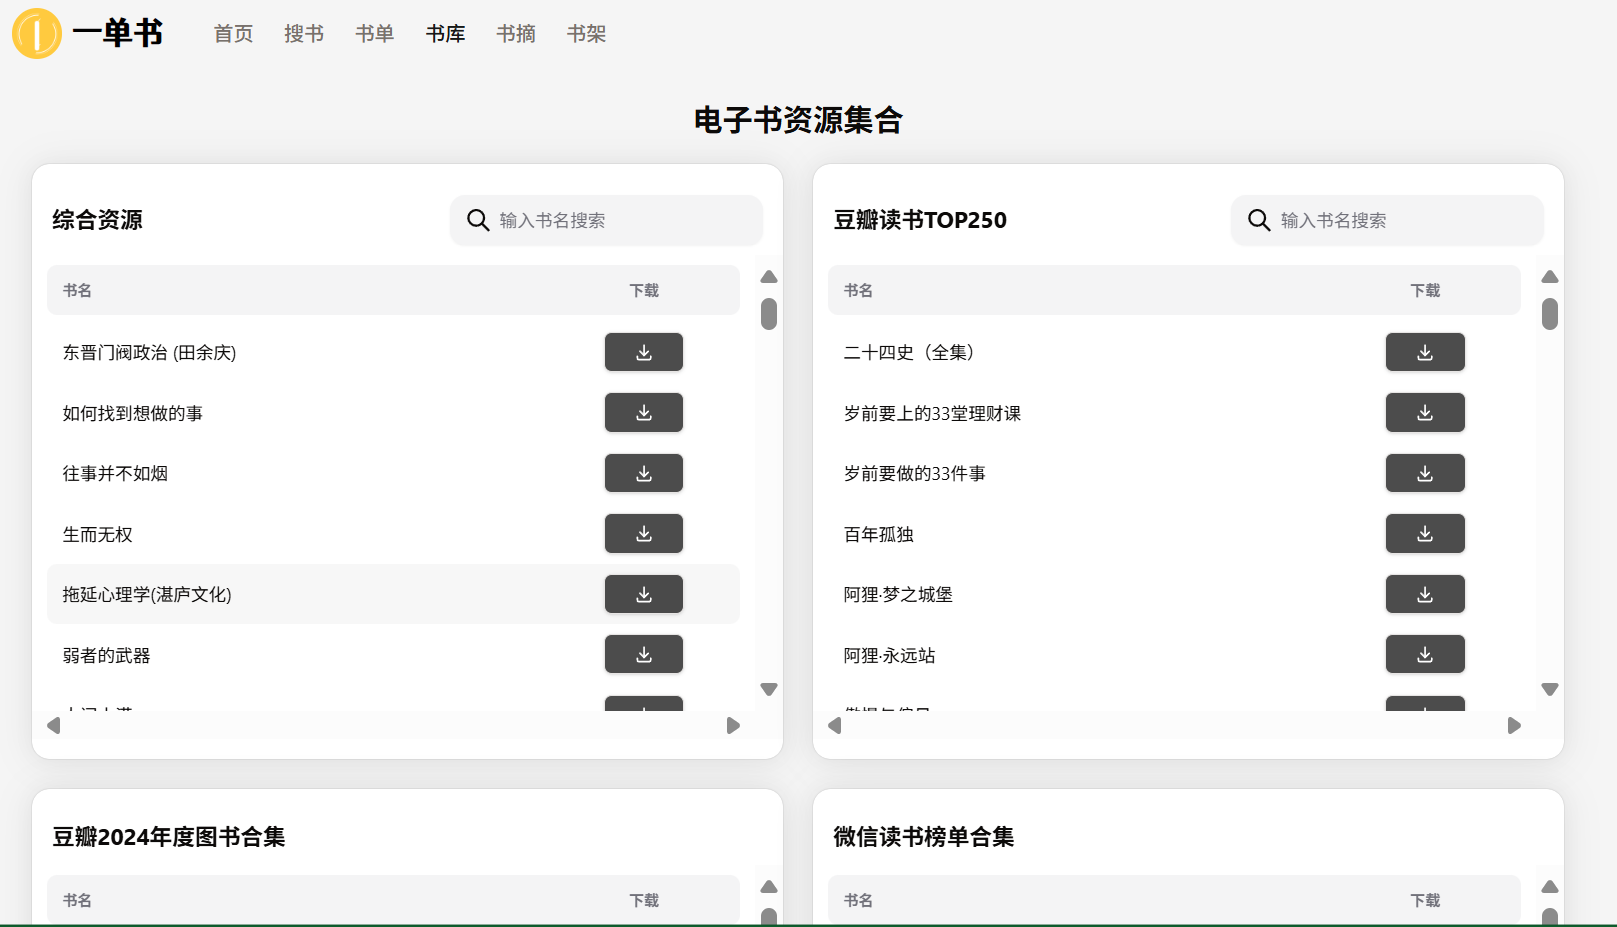 一单书 首页 搜书 书单 书库 书摘 书架
电子书资源集合
综合资源 输入书名搜索
书名 下载
东晋门阀政治 (田余庆)
如何找到想做的事
往事并不如烟
生而无权
拖延心理学(湛庐文化)
弱者的武器
豆瓣读书TOP250 输入书名搜索
书名 下载
二十四史（全集）
岁前要上的33堂理财课
岁前要做的33件事
百年孤独
阿狸·梦之城堡
阿狸·永远站
豆瓣2024年度图书合集
书名 下载
微信读书榜单合集
书名 下载